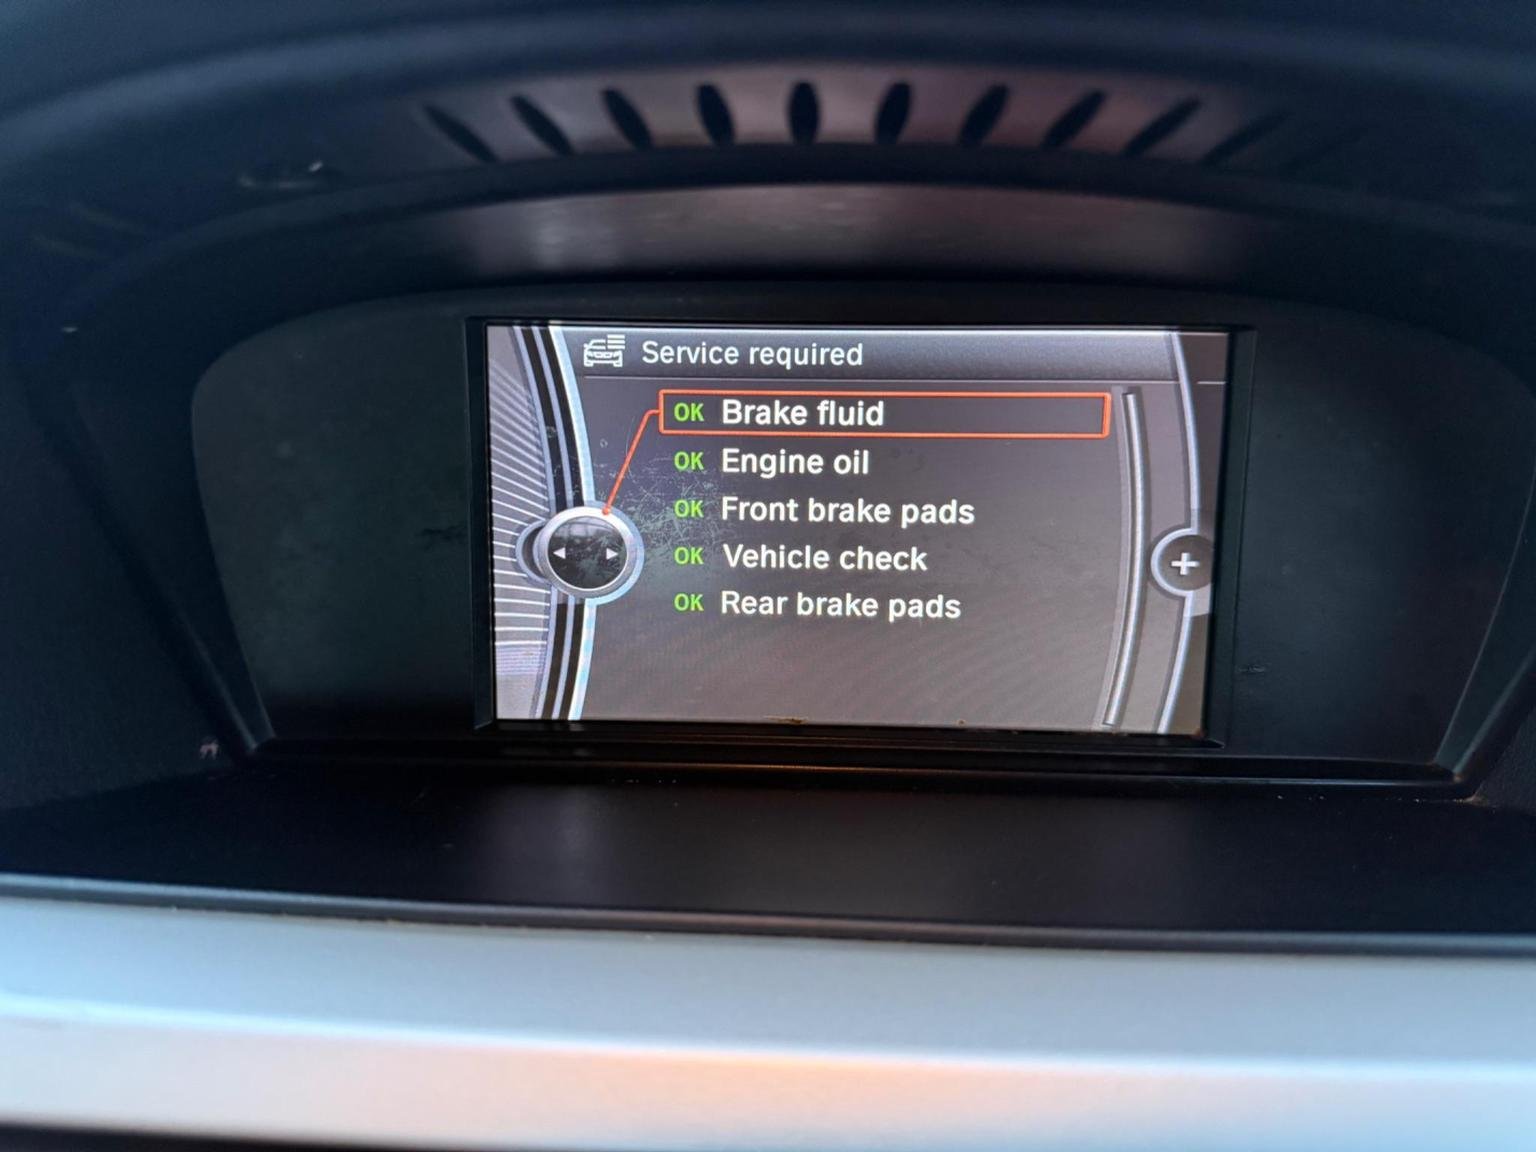 Service required
OK Brake fluid
OK Engine oil
OK Front brake pads
OK Vehicle check
OK Rear brake pads